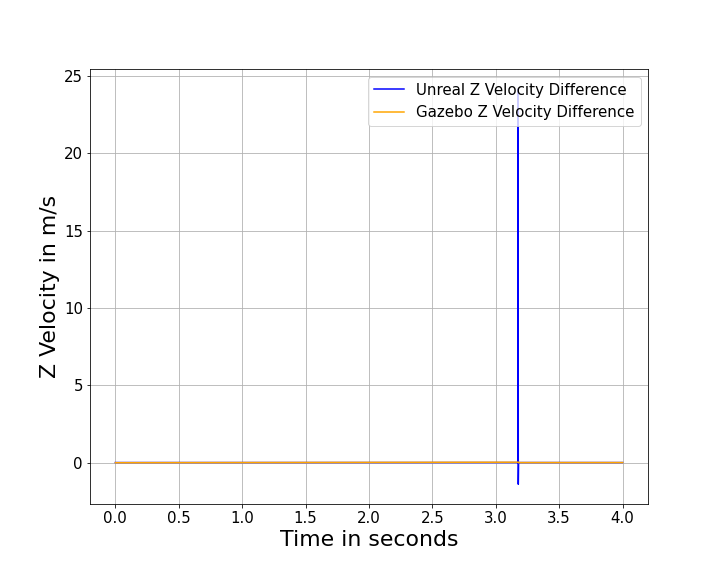 Unreal Z Velocity Difference
Gazebo Z Velocity Difference
Z Velocity in m/s
25
20
15
10
5
0
0.0 0.5 1.0 1.5 2.0 2.5 3.0 3.5 4.0
Time in seconds